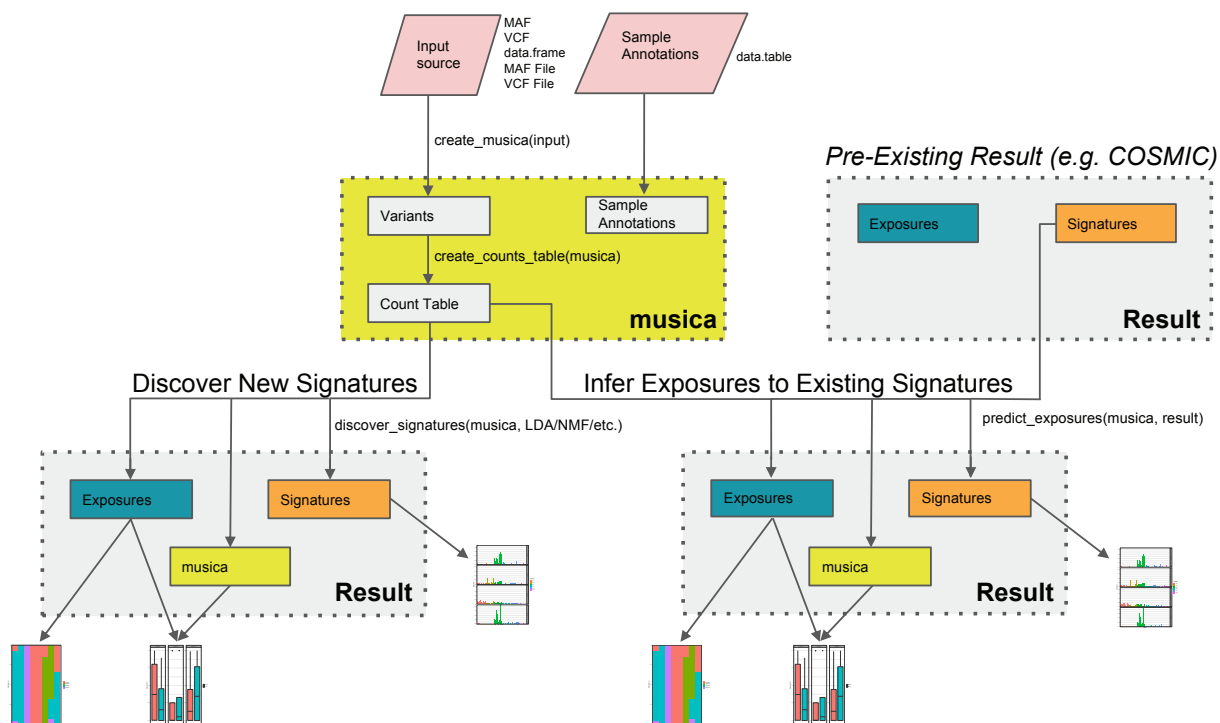 Input
source
MAF
VCF
data.frame
MAF File
VCF File
Sample
Annotations
data.table
create_musica(input)
Pre-Existing Result (e.g. COSMIC)
Variants
Sample
Annotations
create_counts_table(musica)
Count Table
musica
Exposures
Signatures
Result
Discover New Signatures
Infer Exposures to Existing Signatures
discover_signatures(musica, LDA/NMF/etc.)
predict_exposures(musica, result)
Exposures
Signatures
musica
Result
Exposures
Signatures
musica
Result